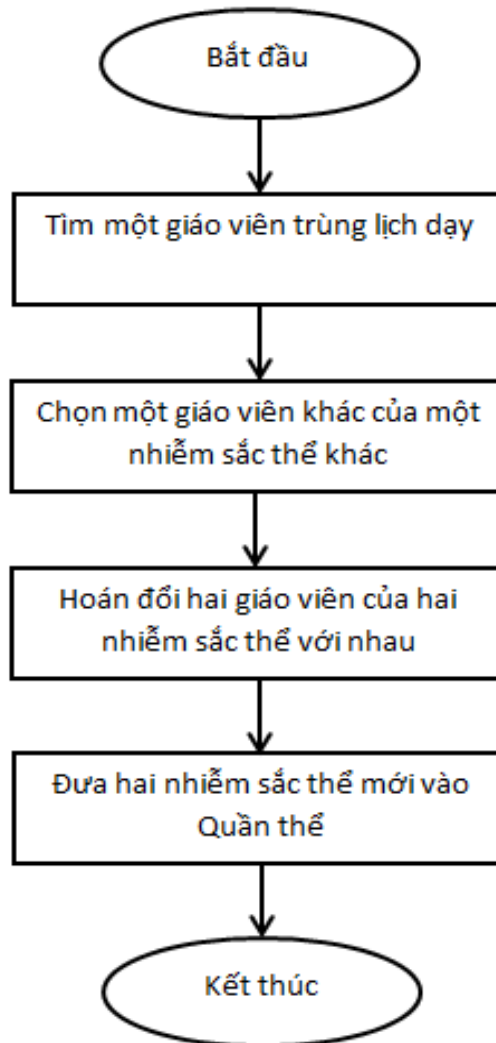 Bắt đầu
Tìm một giáo viên trùng lịch dạy
Chọn một giáo viên khác của một
nhiễm sắc thể khác
Hoán đổi hai giáo viên của hai
nhiễm sắc thể với nhau
Đưa hai nhiễm sắc thể mới vào
Quần thể
Kết thúc